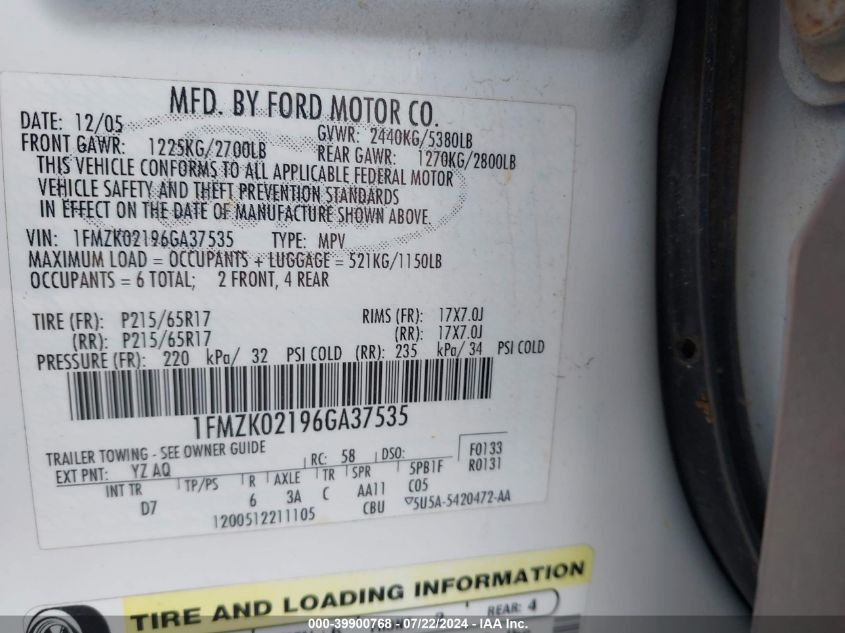 MFD. BY FORD MOTOR CO.
DATE: 12/05 GVWR: 2440KG/5380LB
FRONT GAWR: 1225KG/2700LB REAR GAWR: 1270KG/2800LB
THIS VEHICLE CONFORMS TO ALL APPLICABLE FEDERAL MOTOR
VEHICLE SAFETY AND THEFT PREVENTION STANDARDS
IN EFFECT ON THE DATE OF MANUFACTURE SHOWN ABOVE.
VIN: 1FMZK02196GA37535 TYPE: MPV
MAXIMUM LOAD = OCCUPANTS + LUGGAGE = 521KG/1150LB
OCCUPANTS = 6 TOTAL; 2 FRONT, 4 REAR
TIRE (FR): P215/65R17 RIMS (FR): 17X7.0J
(RR): P215/65R17 (RR): 17X7.0J
PRESSURE (FR): 220 kPa/ 32 PSI COLD (RR): 235 kPa/ 34 PSI COLD
1FMZK02196GA37535
TRAILER TOWING - SEE OWNER GUIDE F0133
EXT PNT: YZ AQ RC: 58 DSO: R0131
INT TR TP/PS R AXLE TR SPR 5PB1F
D7 6 3A C AA11 C05
1200512211105 CBU ▽5U5A-5420472-AA
TIRE AND LOADING INFORMATION
REAR: 4
000-39900768 - 07/22/2024 - IAA Inc.